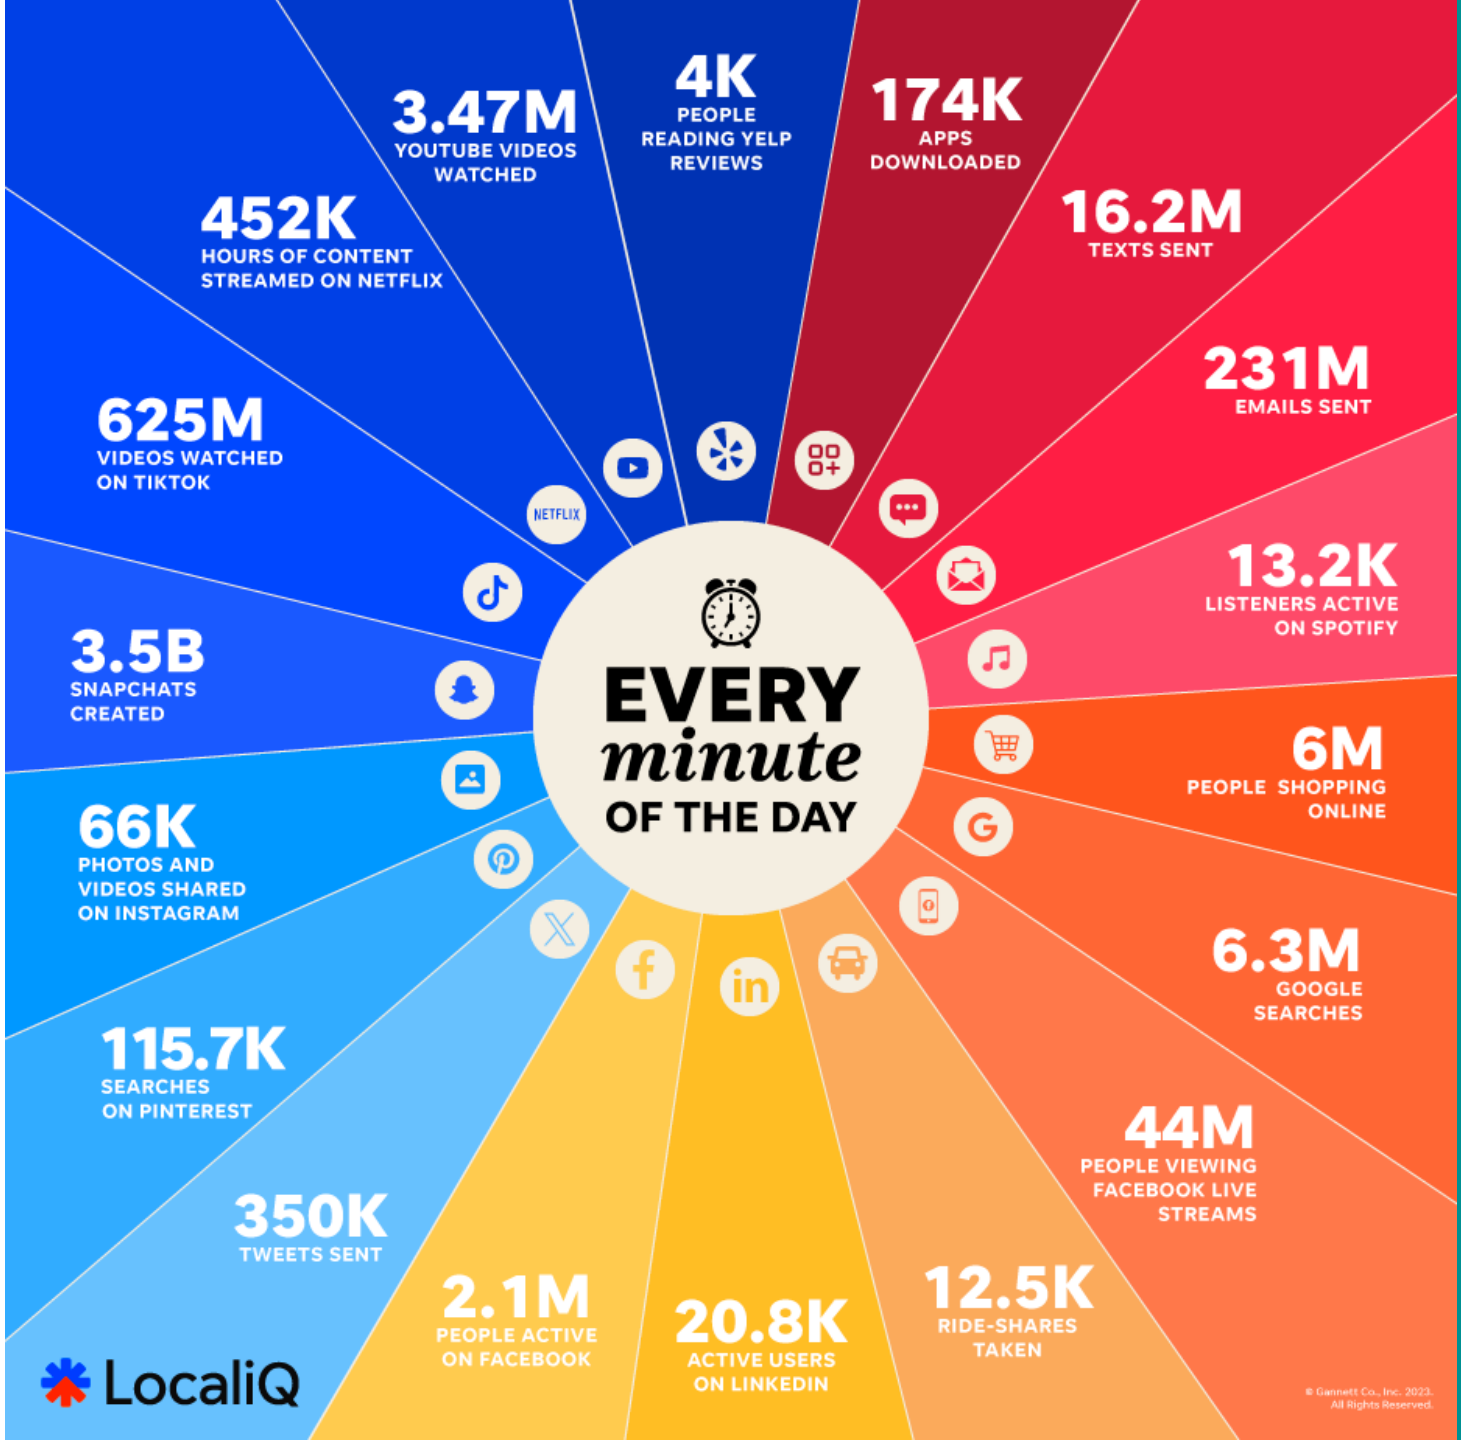 4K
PEOPLE
READING YELP
REVIEWS
174K
APPS
DOWNLOADED
16.2M
TEXTS SENT
231M
EMAILS SENT
13.2K
LISTENERS ACTIVE
ON SPOTIFY
6M
PEOPLE SHOPPING
ONLINE
6.3M
GOOGLE
SEARCHES
44M
PEOPLE VIEWING
FACEBOOK LIVE
STREAMS
12.5K
RIDE-SHARES
TAKEN
20.8K
ACTIVE USERS
ON LINKEDIN
2.1M
PEOPLE ACTIVE
ON FACEBOOK
350K
TWEETS SENT
115.7K
SEARCHES
ON PINTEREST
66K
PHOTOS AND
VIDEOS SHARED
ON INSTAGRAM
3.5B
SNAPCHATS
CREATED
625M
VIDEOS WATCHED
ON TIKTOK
452K
HOURS OF CONTENT
STREAMED ON NETFLIX
3.47M
YOUTUBE VIDEOS
WATCHED
NETFLIX
G
in
f
X
EVERY
minute
OF THE DAY
LocaliQ
© Gannett Co., Inc. 2023.
All Rights Reserved.